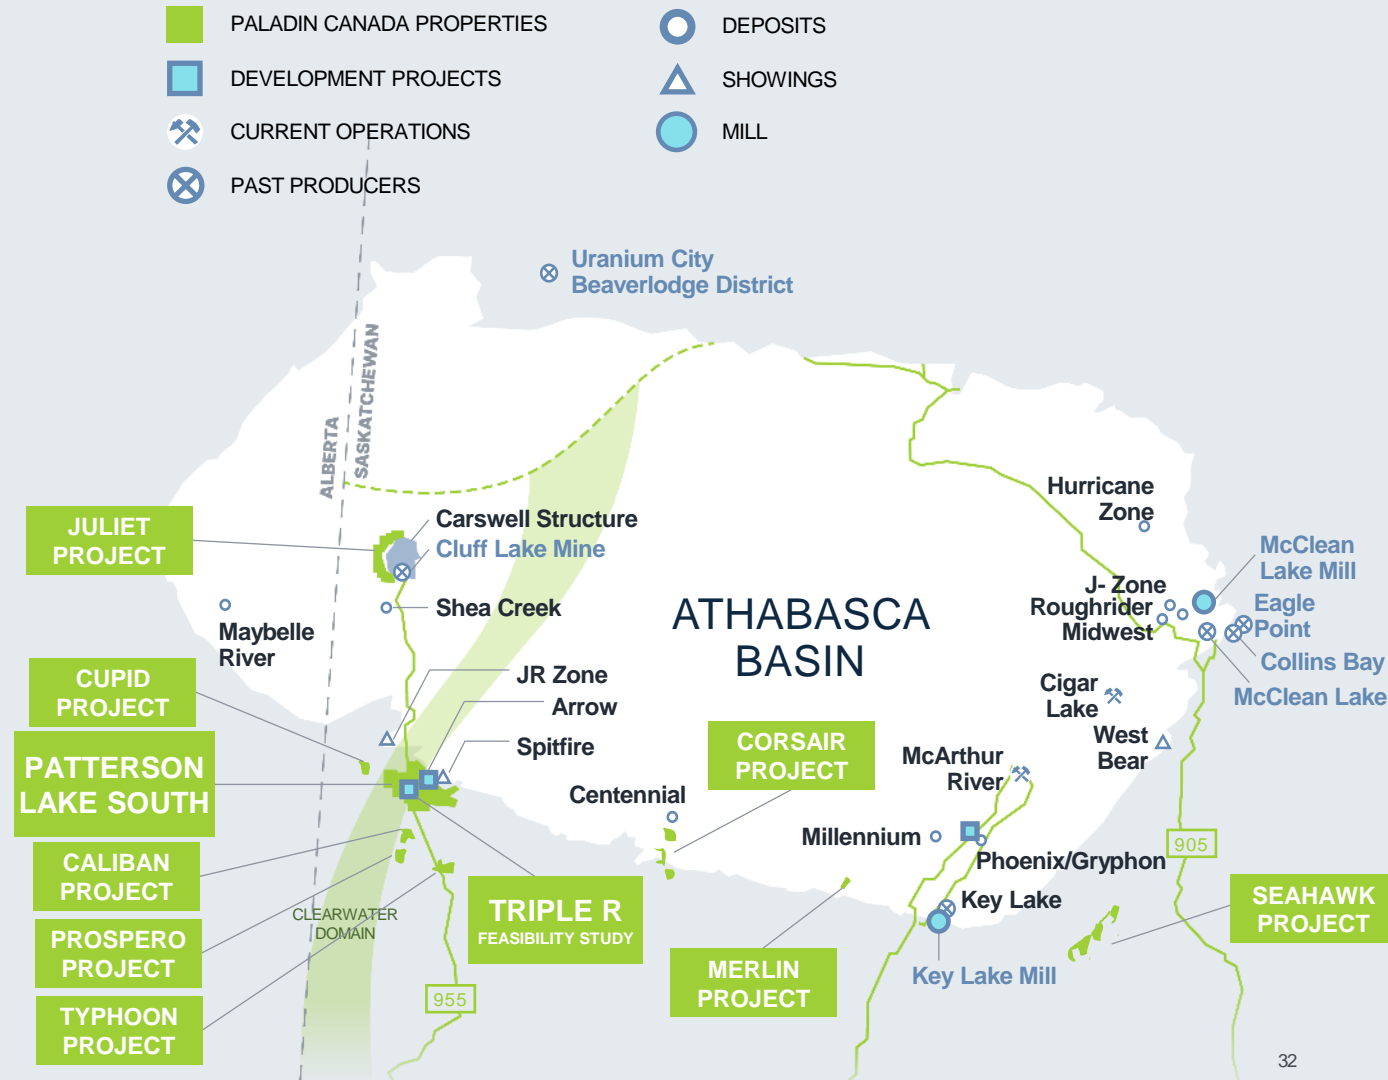 PALADIN CANADA PROPERTIES
DEVELOPMENT PROJECTS
CURRENT OPERATIONS
PAST PRODUCERS
DEPOSITS
SHOWINGS
MILL
Uranium City
Beaverlodge District
ALBERTA
SASKATCHEWAN
JULIET
PROJECT
Carswell Structure
Cluff Lake Mine
Shea Creek
Maybelle
River
CUPID
PROJECT
JR Zone
Arrow
Spitfire
PATTERSON
LAKE SOUTH
CALIBAN
PROJECT
PROSPERO
PROJECT
TYPHOON
PROJECT
CLEARWATER
DOMAIN
955
TRIPLE R
FEASIBILITY STUDY
ATHABASCA
BASIN
Centennial
CORSAIR
PROJECT
MERLIN
PROJECT
Millennium
McArthur
River
Phoenix/Gryphon
Key Lake
Key Lake Mill
Hurricane
Zone
J- Zone
Roughrider
Midwest
McClean
Lake Mill
Eagle
Point
Collins Bay
McClean Lake
Cigar
Lake
West
Bear
905
SEAHAWK
PROJECT
32